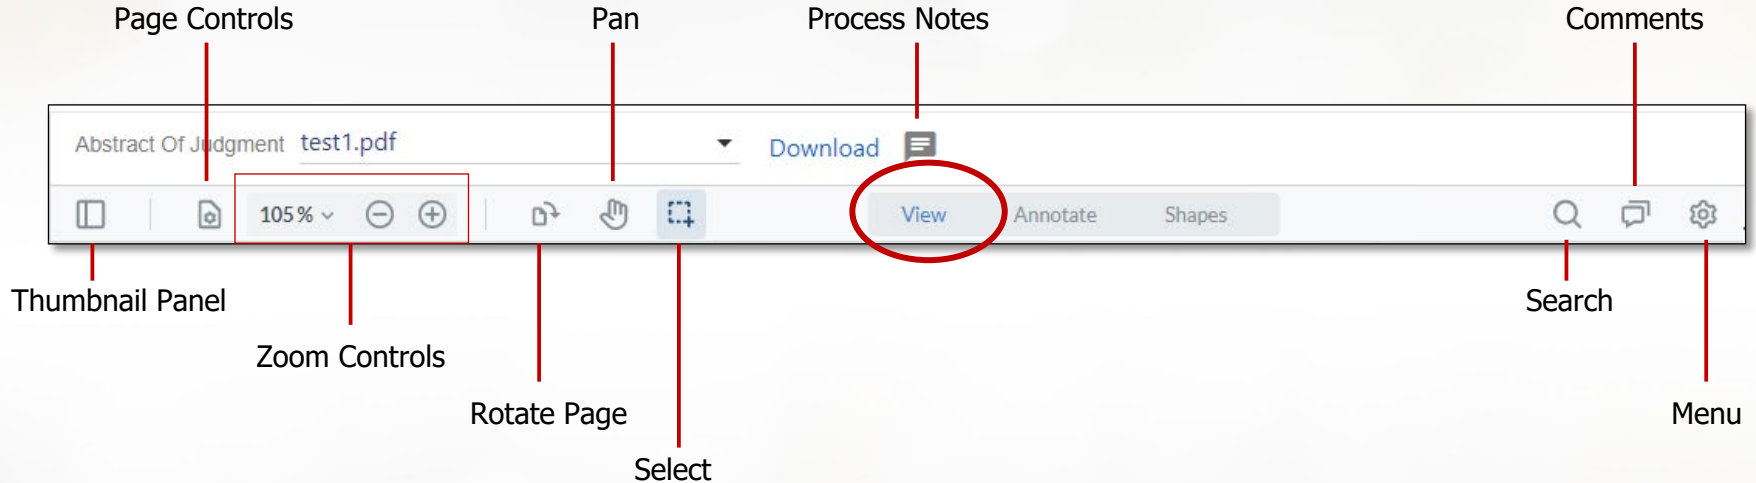 Page Controls Pan Process Notes Comments
Abstract Of Judgment test1.pdf Download
105% View Annotate Shapes
Thumbnail Panel Search
Zoom Controls
Rotate Page Menu
Select